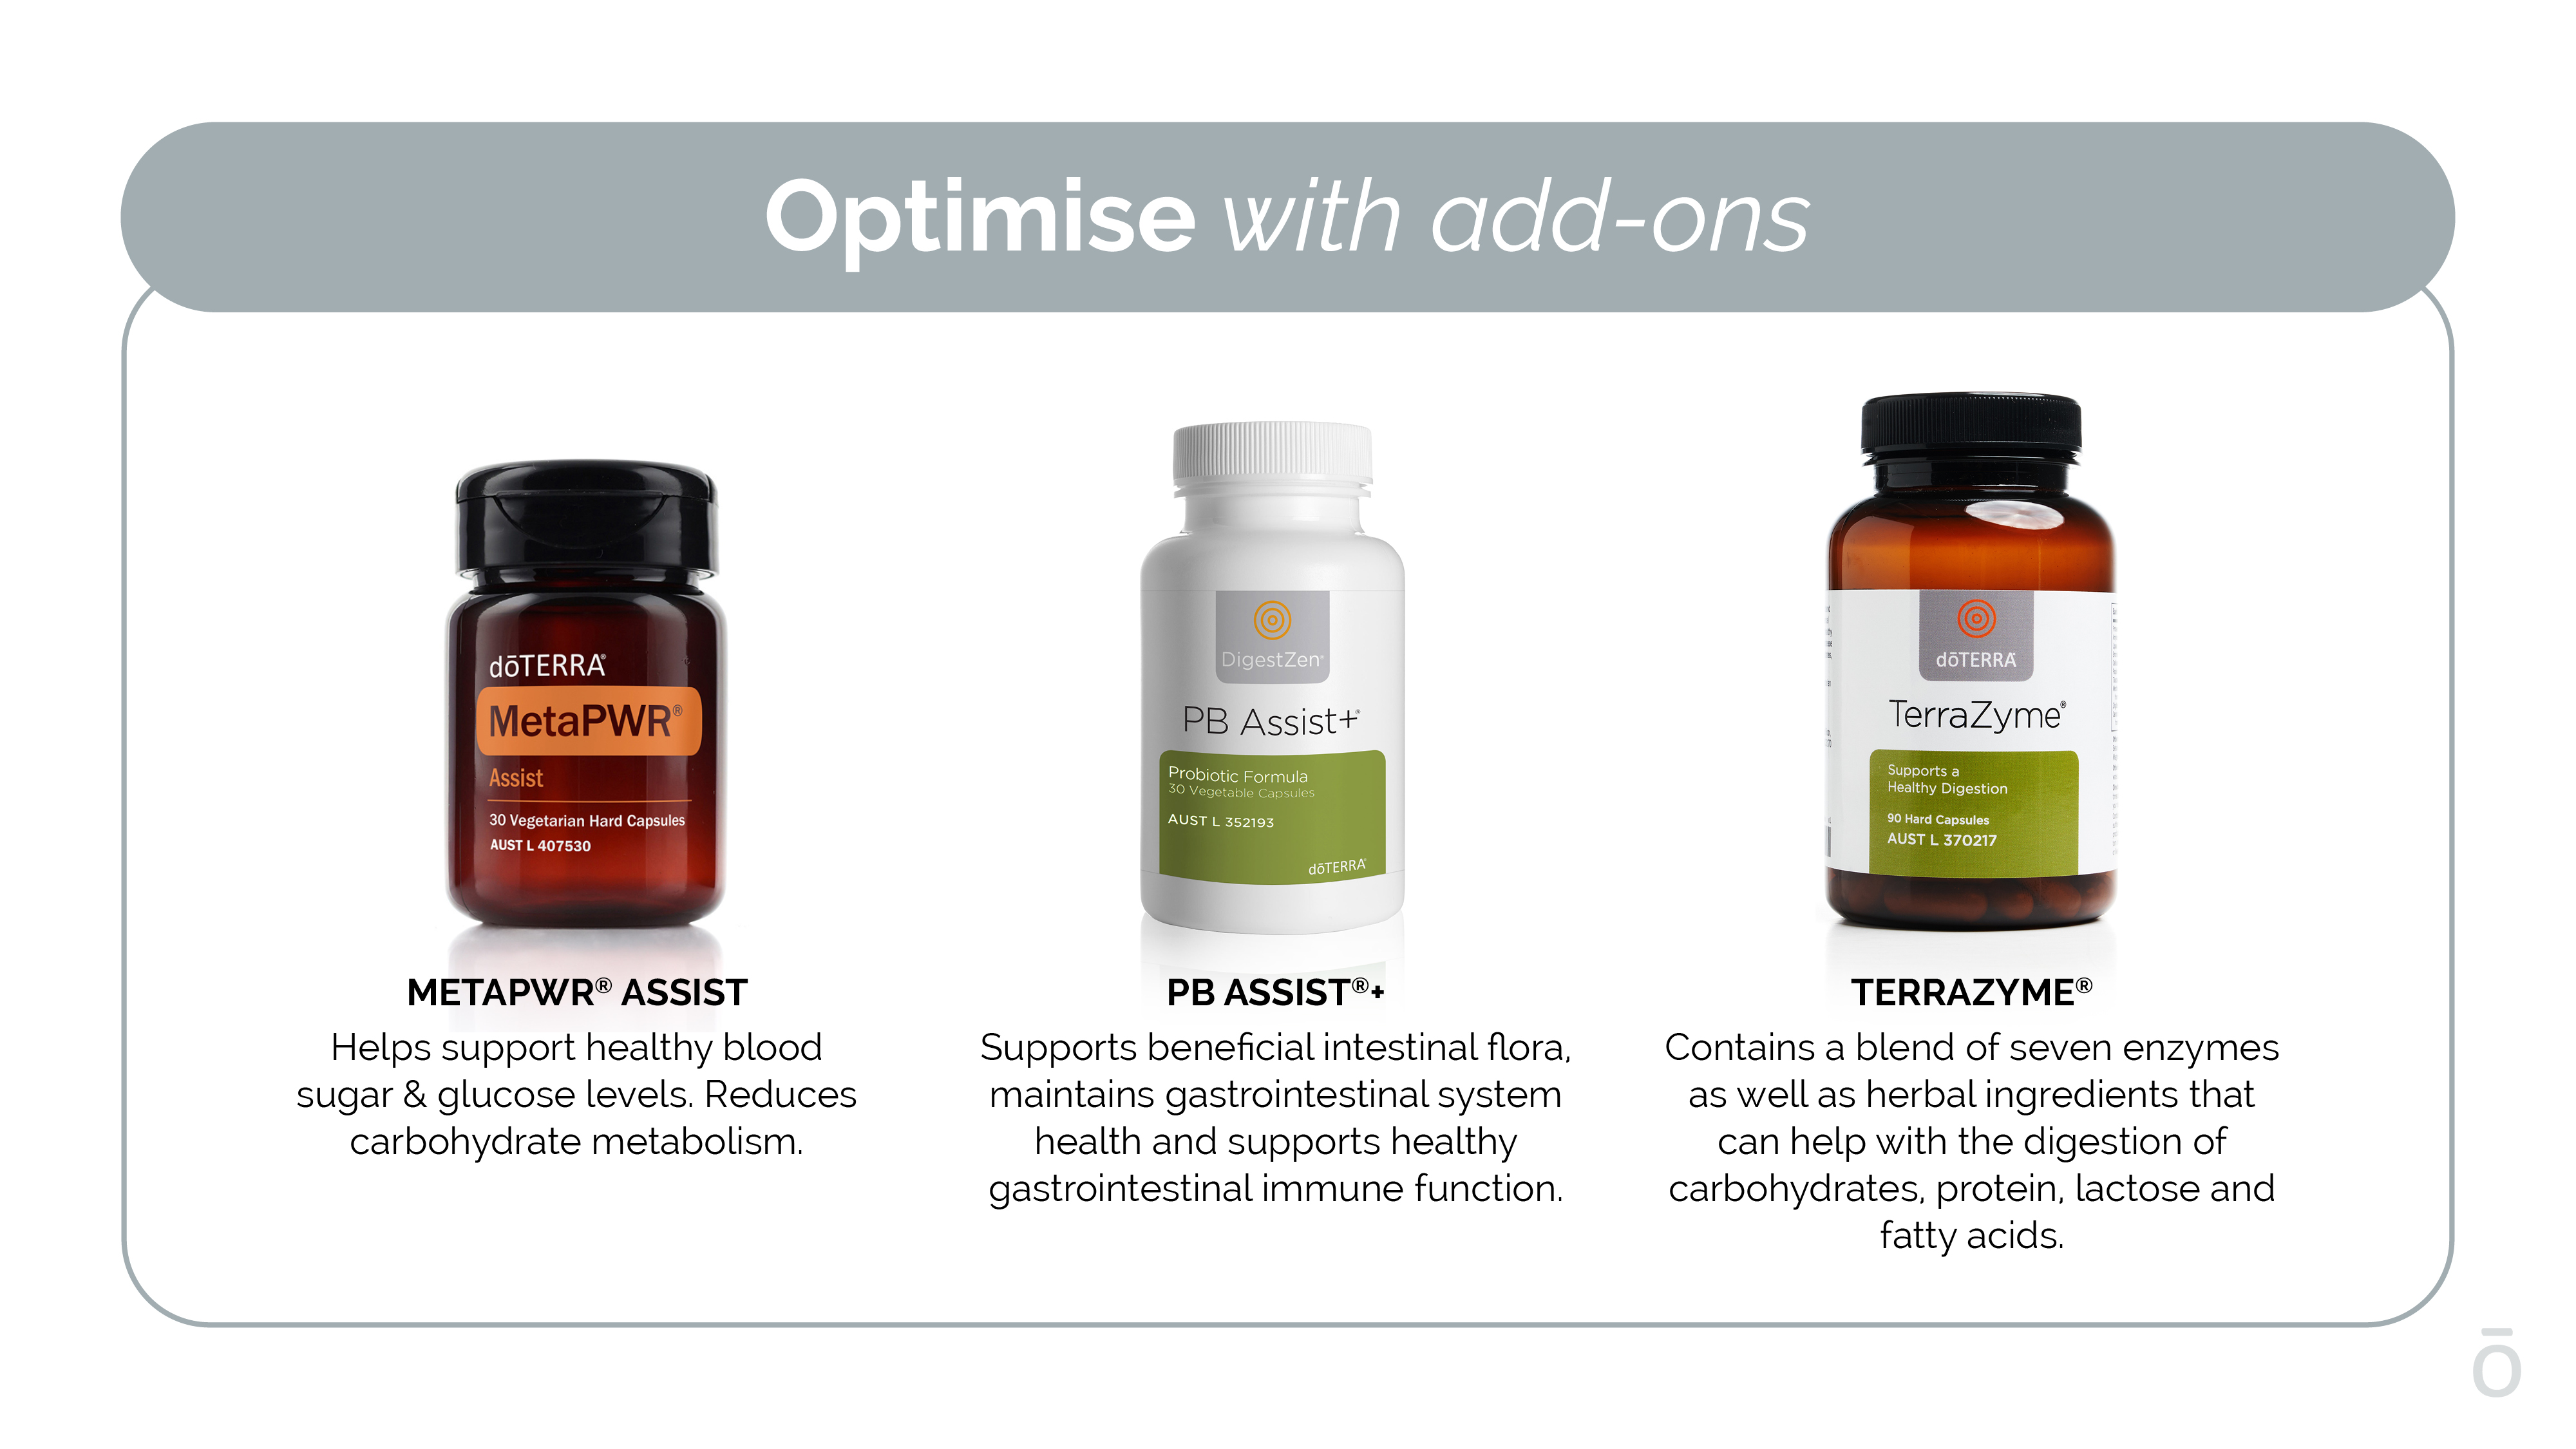 Optimise with add-ons
dōTERRA®
MetaPWR®
Assist
30 Vegetarian Hard Capsules
AUST L 407530
DigestZen®
PB Assist+®
Probiotic Formula
30 Vegetable Capsules
AUST L 352193
dōTERRA®
dōTERRA
TerraZyme®
Supports a
Healthy Digestion
90 Hard Capsules
AUST L 370217
METAPWR® ASSIST
Helps support healthy blood
sugar & glucose levels. Reduces
carbohydrate metabolism.
PB ASSIST®+
Supports beneficial intestinal flora,
maintains gastrointestinal system
health and supports healthy
gastrointestinal immune function.
TERRAZYME®
Contains a blend of seven enzymes
as well as herbal ingredients that
can help with the digestion of
carbohydrates, protein, lactose and
fatty acids.
ō